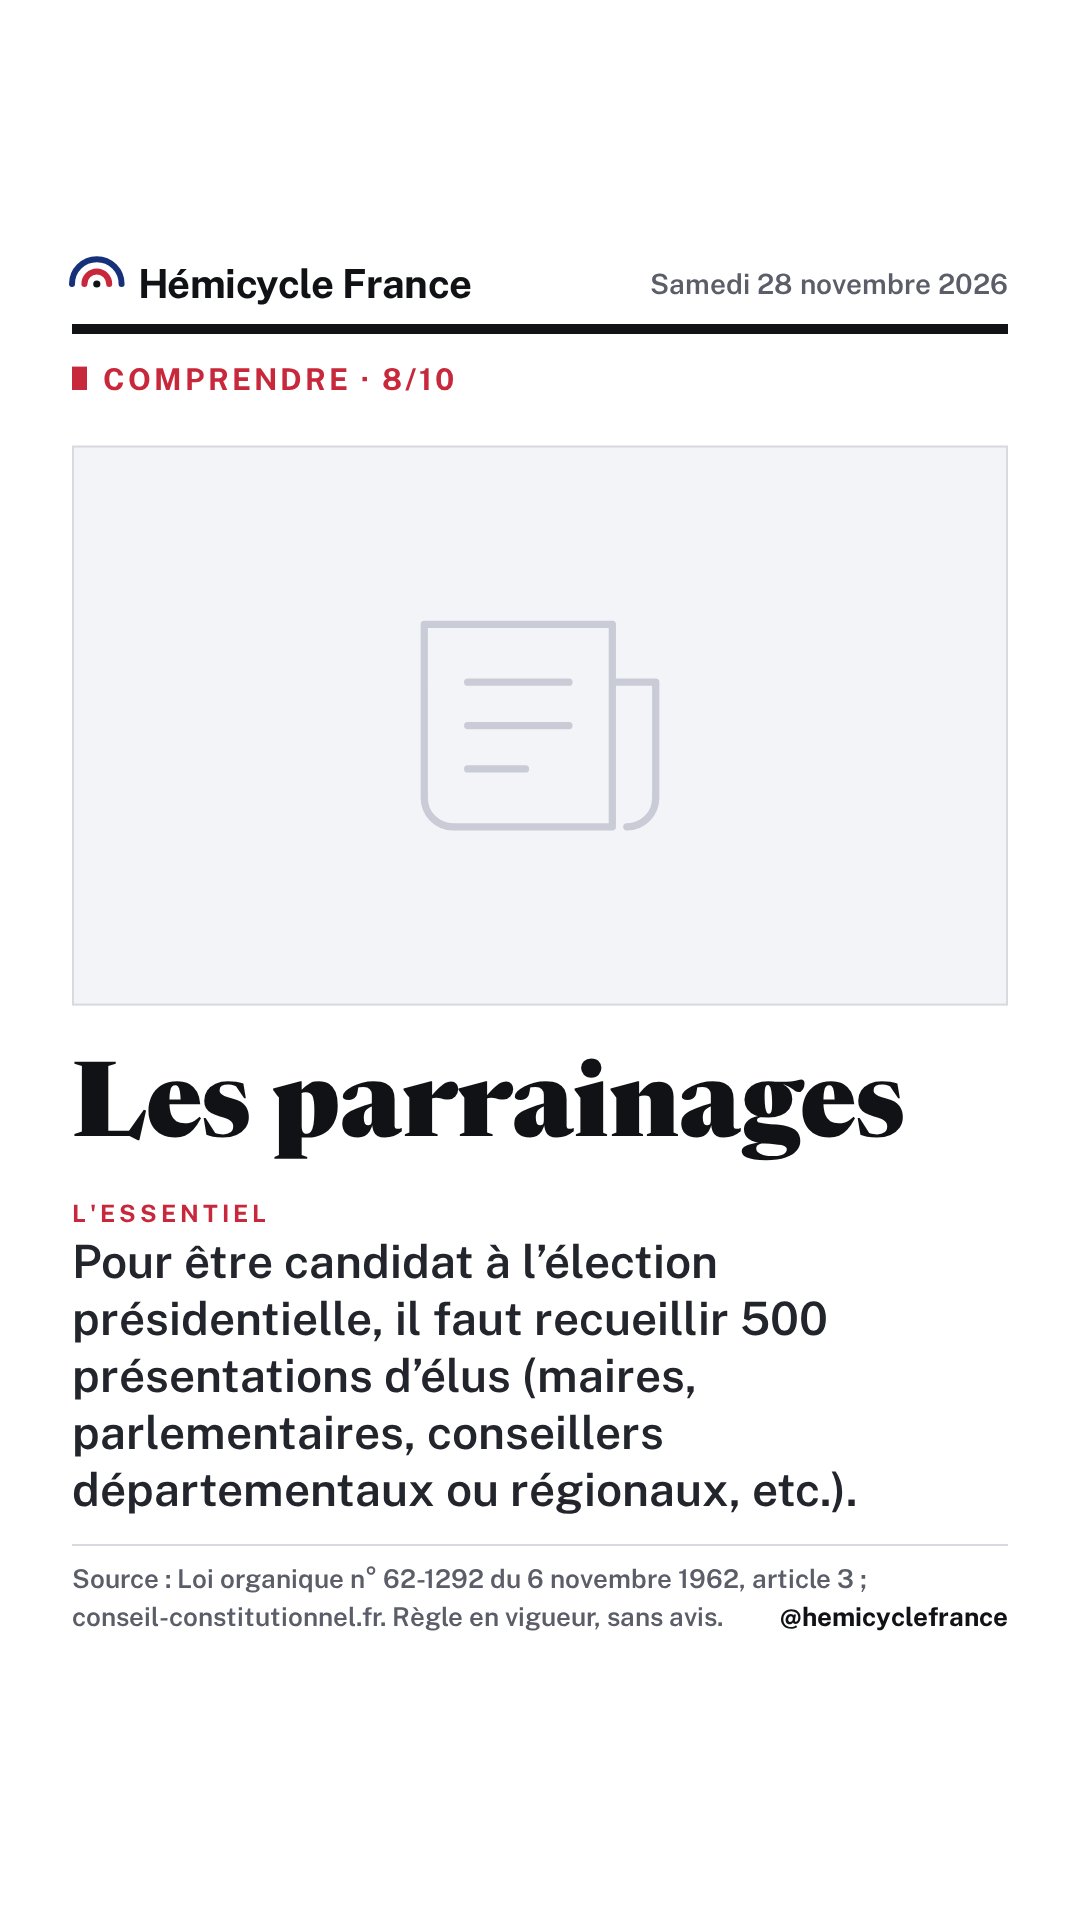 Hémicycle France
Samedi 28 novembre 2026
COMPRENDRE · 8/10
Les parrainages
L'ESSENTIEL
Pour être candidat à l’élection
présidentielle, il faut recueillir 500
présentations d’élus (maires,
parlementaires, conseillers
départementaux ou régionaux, etc.).
Source : Loi organique n° 62-1292 du 6 novembre 1962, article 3 ;
conseil-constitutionnel.fr. Règle en vigueur, sans avis.
@hemicyclefrance